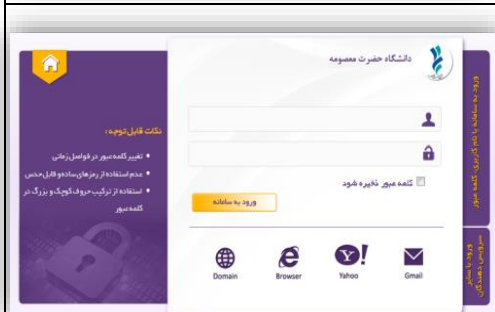 دانشگاه حضرت معصومه
ورود به سامانه با نام کاربری، کلمه عبور
نکات قابل توجه :
تغییر کلمه عبور در فواصل زمانی
عدم استفاده از رمزهای ساده و قابل حدس
استفاده از ترکیب حروف کوچک و بزرگ در
کلمه عبور
کلمه عبور ذخیره شود
ورود به سامانه
ورود با سایر
سرویس دهندگان
Domain
Browser
Yahoo
Gmail